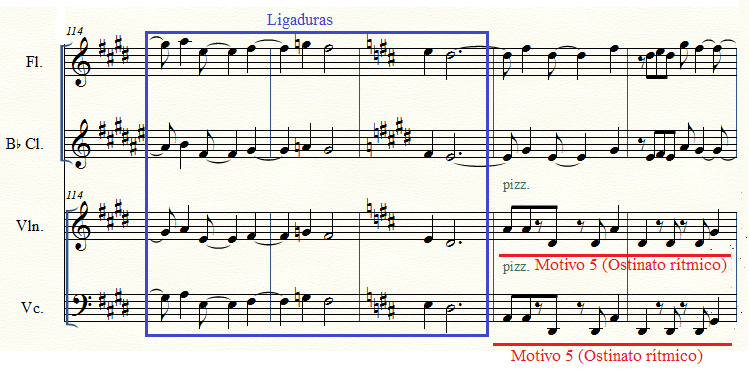 Ligaduras
114
Fl.
B♭ Cl.
pizz.
114
Vln.
pizz. Motivo 5 (Ostinato rítmico)
Vc.
Motivo 5 (Ostinato rítmico)